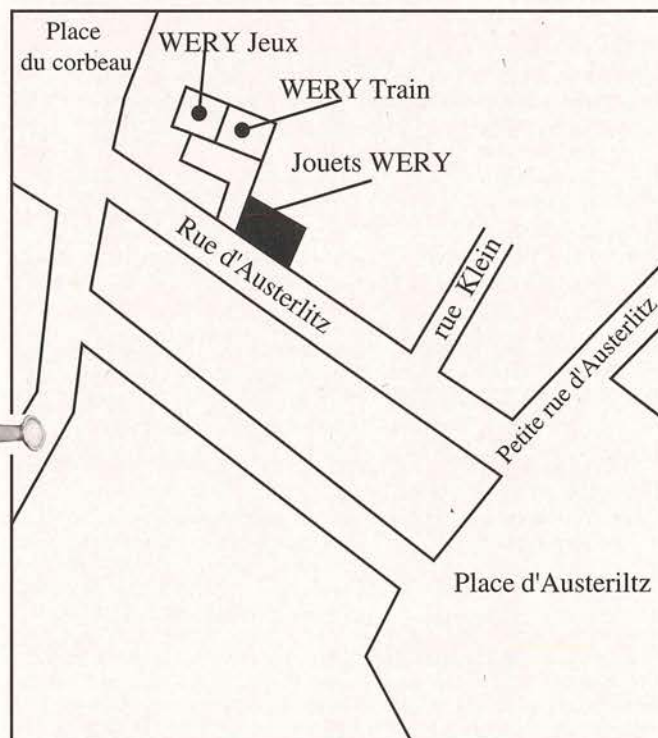 Place
du corbeau
WERY Jeux
WERY Train
Jouets WERY
Rue d'Austerlitz
rue Klein
Petite rue d'Austerlitz
Place d'Austeriltz